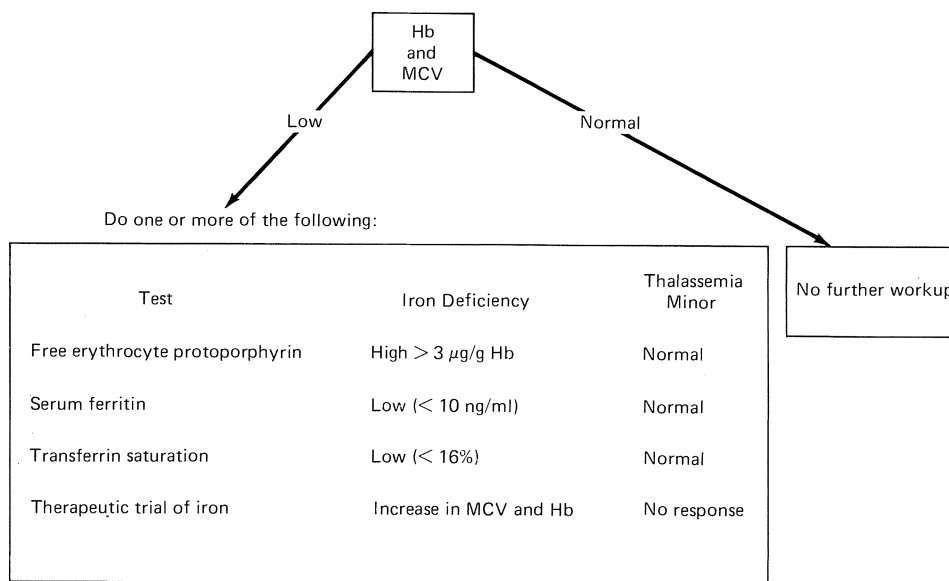 Hb
and
MCV
Low
Normal
Do one or more of the following:
Test
Iron Deficiency
Thalassemia
Minor
No further workup
Free erythrocyte protoporphyrin
High > 3 μg/g Hb
Normal
Serum ferritin
Low (< 10 ng/ml)
Normal
Transferrin saturation
Low (< 16%)
Normal
Therapeutic trial of iron
Increase in MCV and Hb
No response